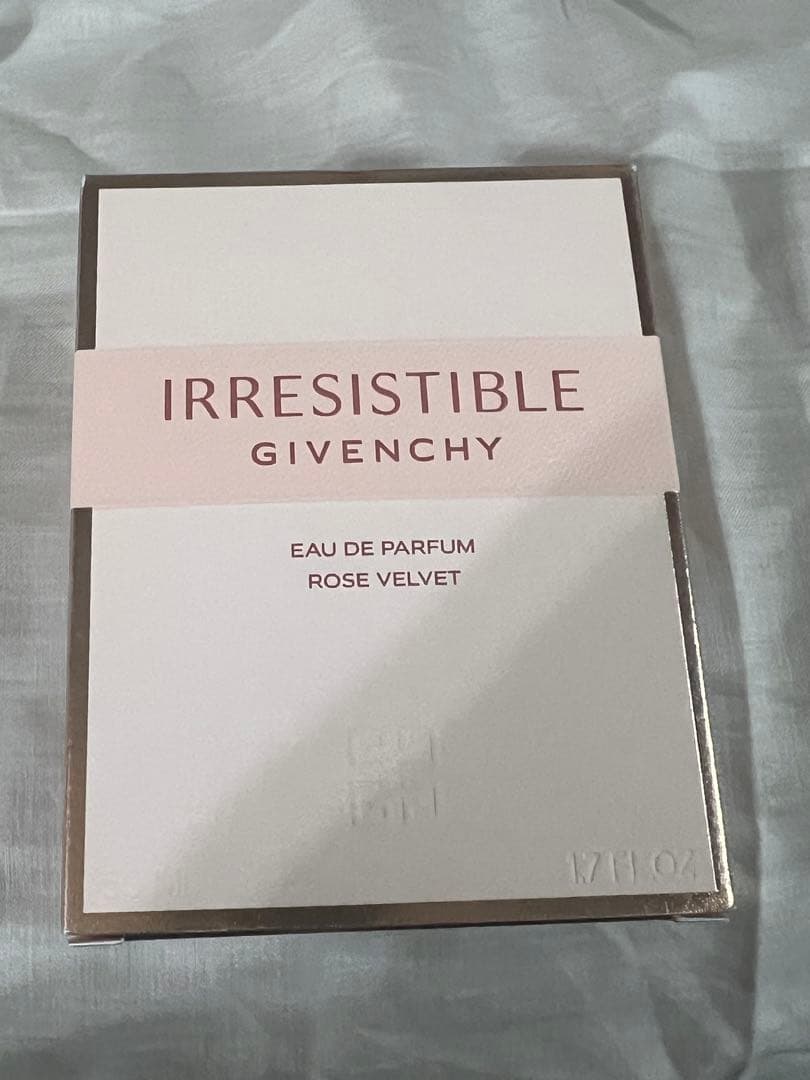 IRRESISTIBLE
GIVENCHY
EAU DE PARFUM
ROSE VELVET
1.7 Fl OZ